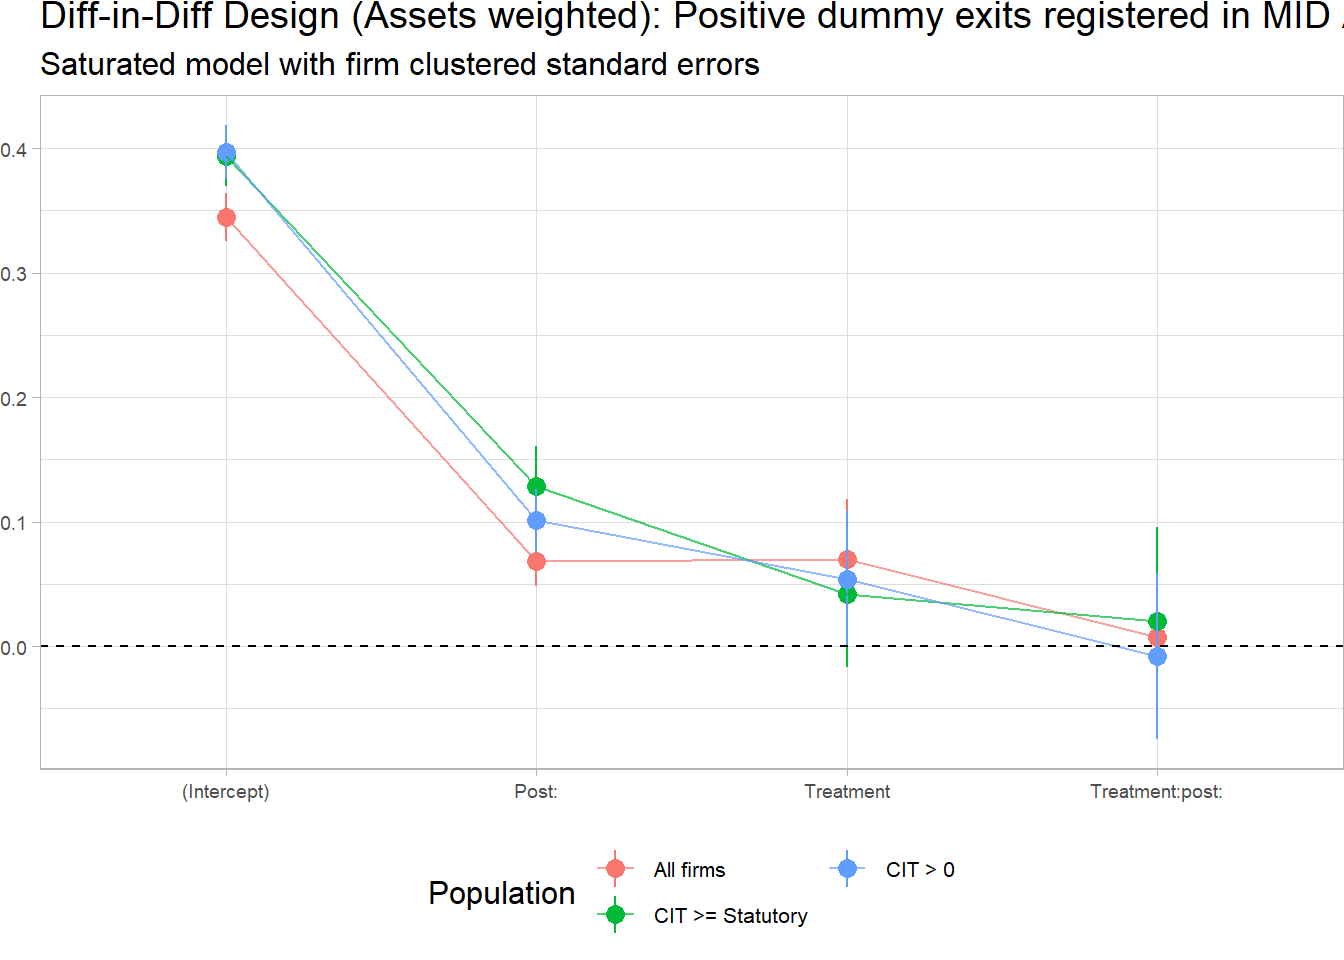 Diff-in-Diff Design (Assets weighted): Positive dummy exits registered in MID
Saturated model with firm clustered standard errors
0.4
0.3
0.2
0.1
0.0
(Intercept) Post: Treatment Treatment:post:
Population
All firms
CIT > 0
CIT >= Statutory